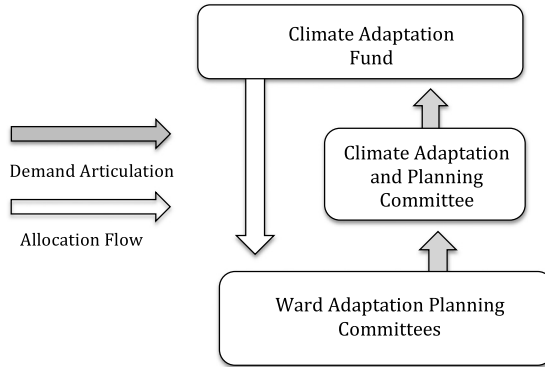 Climate Adaptation
Fund
Demand Articulation
Allocation Flow
Climate Adaptation
and Planning
Committee
Ward Adaptation Planning
Committees